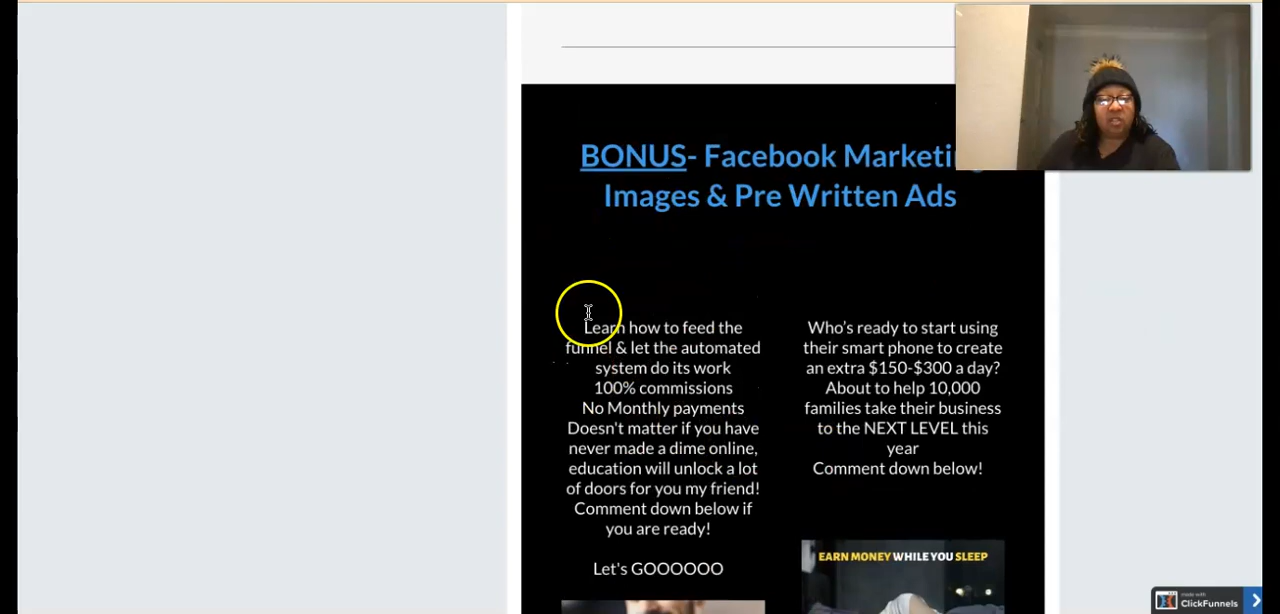 BONUS- Facebook Marketing
Images & Pre Written Ads
Learn how to feed the
funnel & let the automated
system do its work
100% commissions
No Monthly payments
Doesn't matter if you have
never made a dime online,
education will unlock a lot
of doors for you my friend!
Comment down below if
you are ready!
Let's GOOOOOO
Who's ready to start using
their smart phone to create
an extra $150-$300 a day?
About to help 10,000
families take their business
to the NEXT LEVEL this
year
Comment down below!
EARN MONEY WHILE YOU SLEEP
made with
ClickFunnels